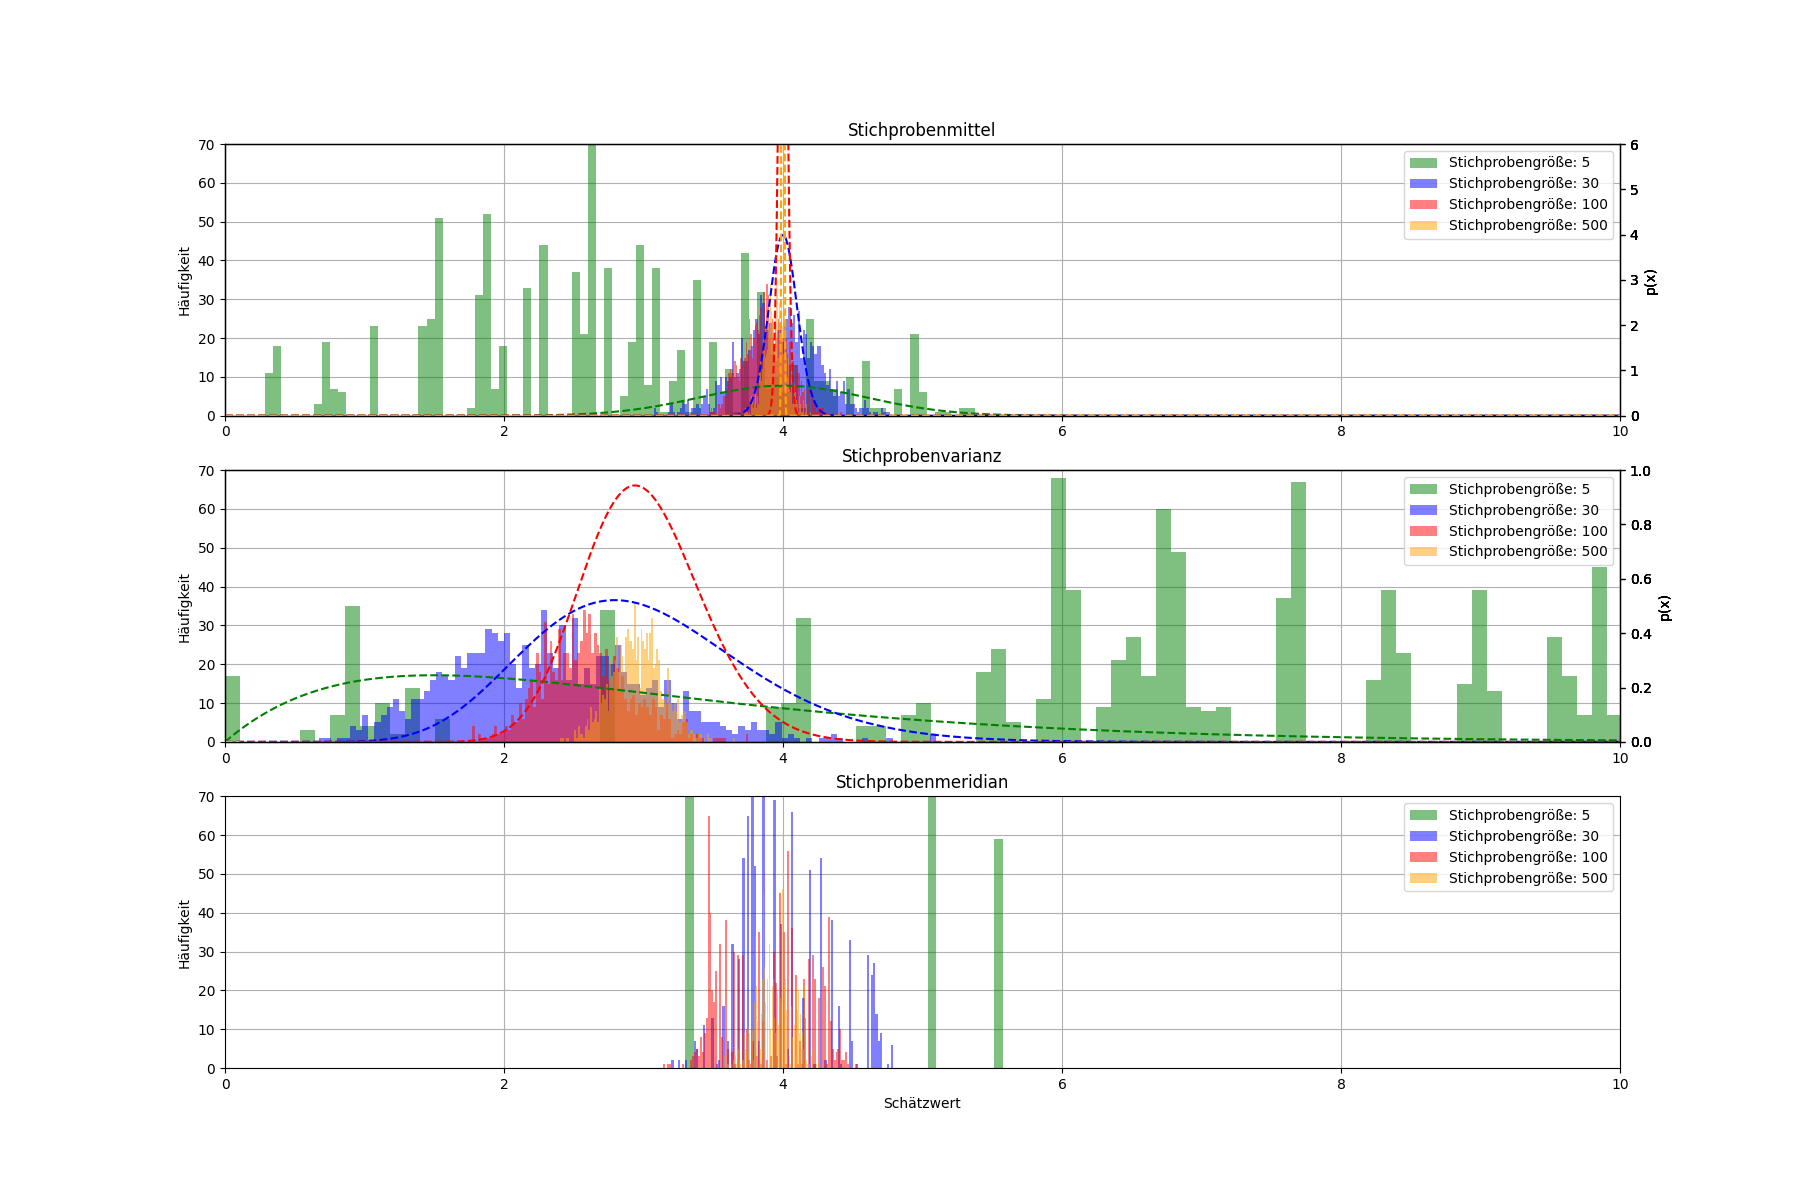 Stichprobenmittel
70
60
50
40
30
20
10
0
Häufigkeit
0
2
4
6
8
10
6
5
4
3
2
1
0
p(x)
Stichprobengröße: 5
Stichprobengröße: 30
Stichprobengröße: 100
Stichprobengröße: 500
Stichprobenvarianz
70
60
50
40
30
20
10
0
Häufigkeit
0
2
4
6
8
10
1.0
0.8
0.6
0.4
0.2
0.0
p(x)
Stichprobengröße: 5
Stichprobengröße: 30
Stichprobengröße: 100
Stichprobengröße: 500
Stichprobenmeridian
70
60
50
40
30
20
10
0
Häufigkeit
0
2
4
6
8
10
Stichprobengröße: 5
Stichprobengröße: 30
Stichprobengröße: 100
Stichprobengröße: 500
Schätzwert